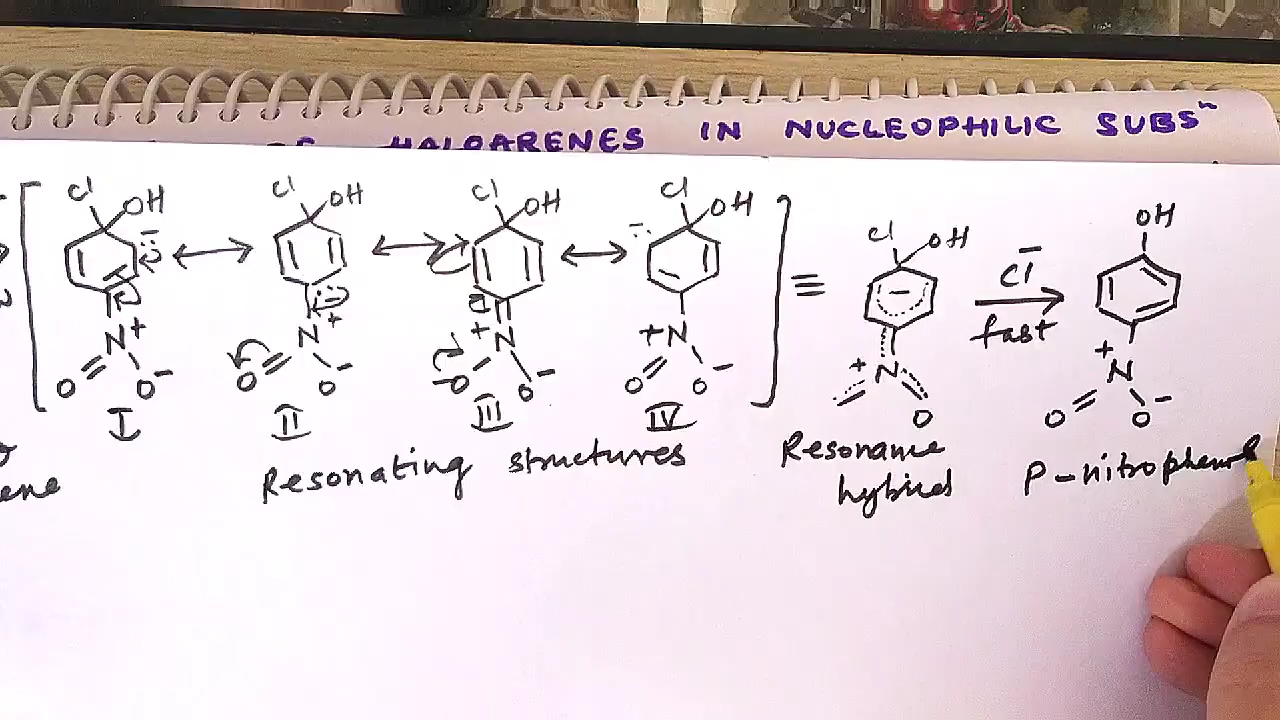 HALOARENES IN NUCLEOPHILIC SUBSⁿ
Cl OH Cl OH Cl OH Cl OH Cl OH OH
Cl⁻
fast
N+ N+ +N +N +N +N
O O⁻ O O⁻ ⁻O O⁻ O O⁻ O O O⁻
I II III IV
ene
Resonating structures
Resonance
hybrid
P-nitrophenol